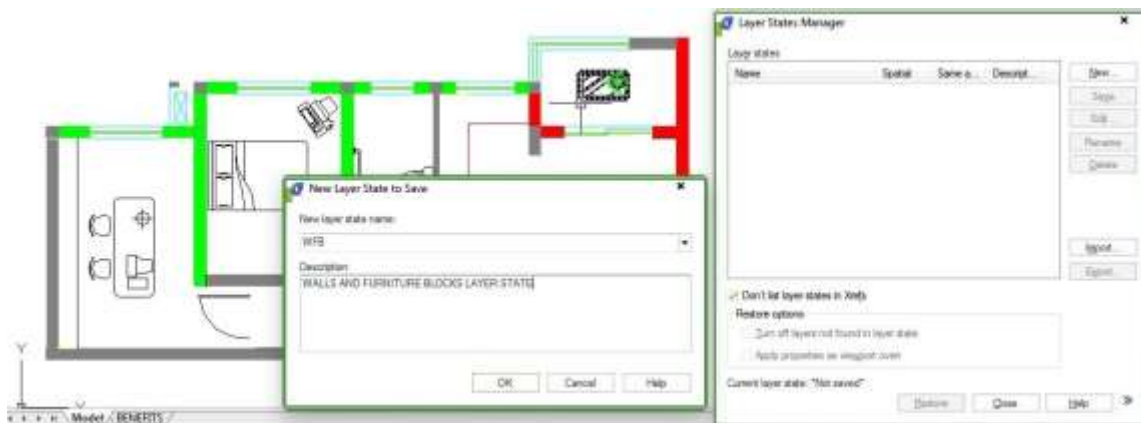 Layer States Manager
Layer states
Name Spatial Same a... Descript...
New...
Save
Edit
Rename
Delete
Import...
Export...
Don't list layer states in Xrefs
Restore options
Turn off layers not found in layer state
Apply properties as viewport overr
Current layer state: "Not saved"
Restore Close Help
New Layer State to Save
New layer state name:
WFB
Description
WALLS AND FURNITURE BLOCKS LAYER STATE
OK Cancel Help
Y
Model / BENEFITS /